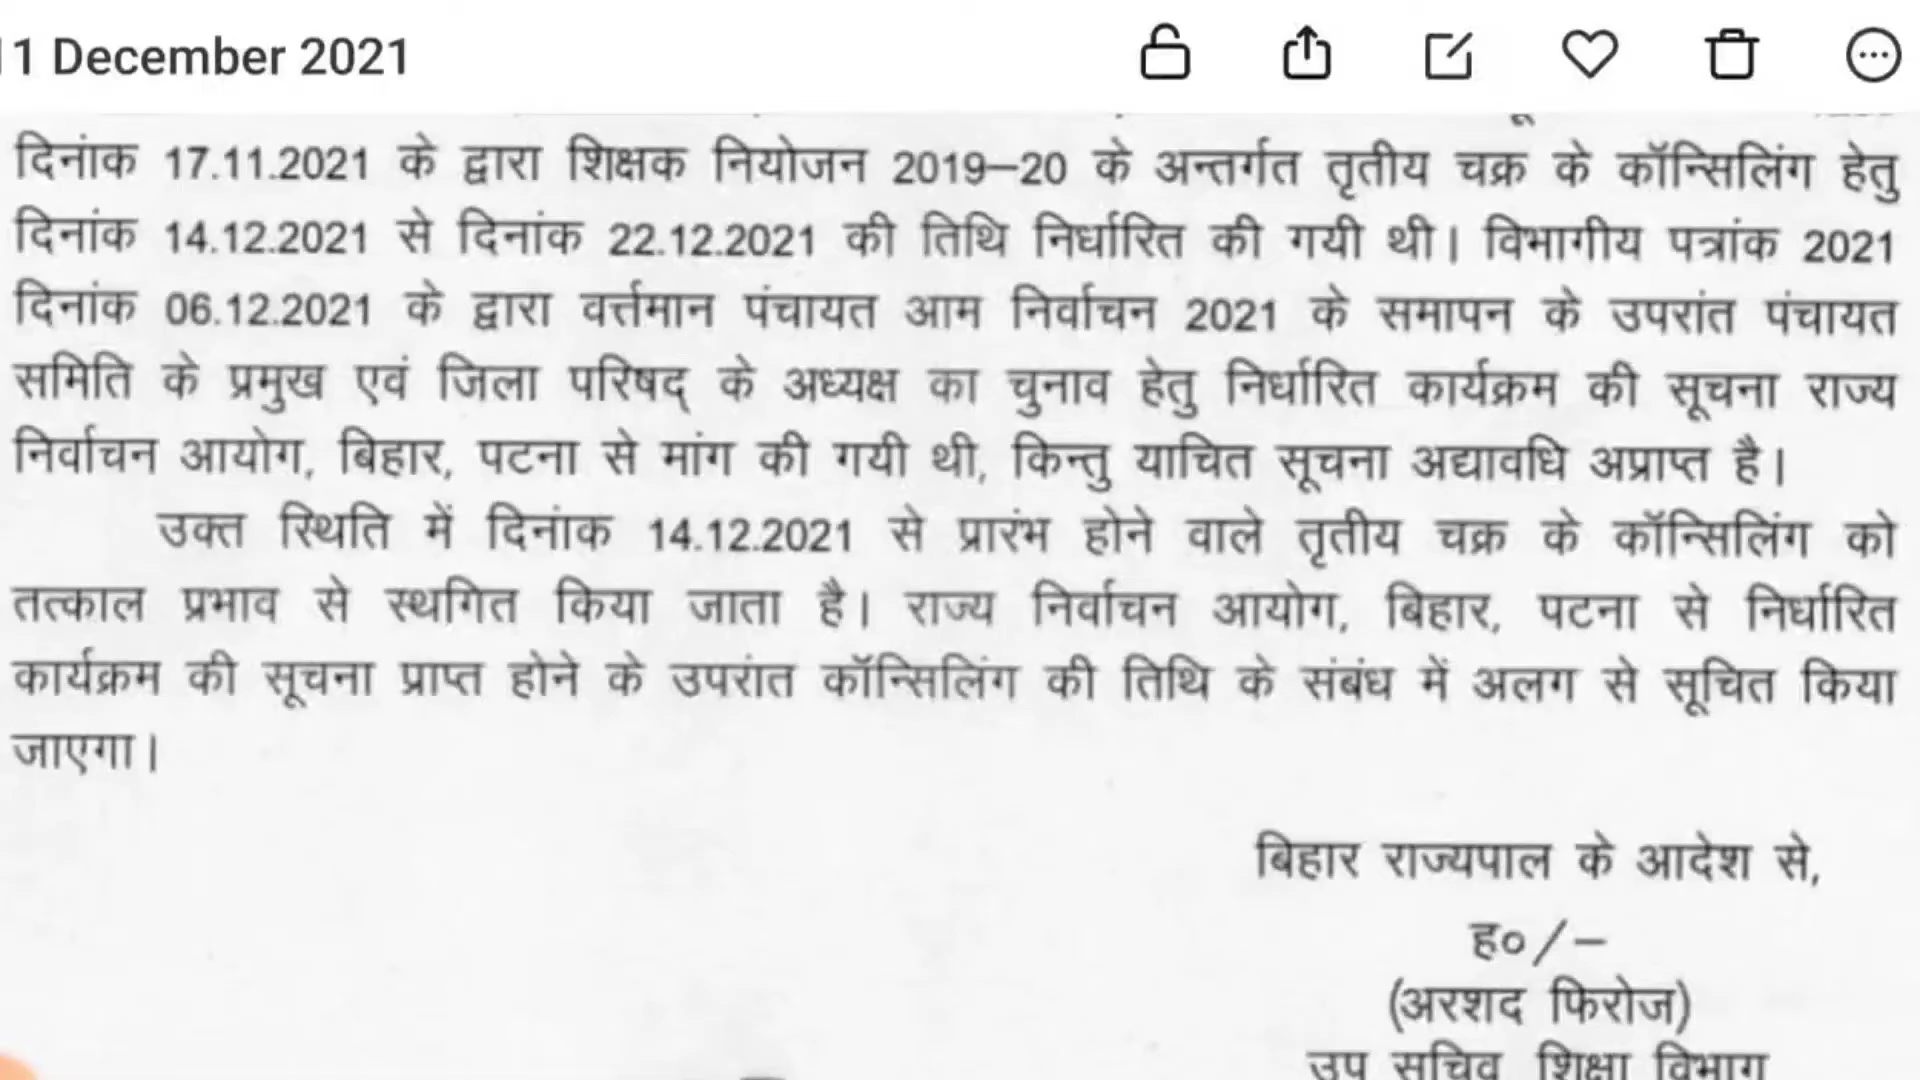 11 December 2021
दिनांक 17.11.2021 के द्वारा शिक्षक नियोजन 2019–20 के अन्तर्गत तृतीय चक्र के कॉन्सिलिंग हेतु
दिनांक 14.12.2021 से दिनांक 22.12.2021 की तिथि निर्धारित की गयी थी। विभागीय पत्रांक 2021
दिनांक 06.12.2021 के द्वारा वर्त्तमान पंचायत आम निर्वाचन 2021 के समापन के उपरांत पंचायत
समिति के प्रमुख एवं जिला परिषद् के अध्यक्ष का चुनाव हेतु निर्धारित कार्यक्रम की सूचना राज्य
निर्वाचन आयोग, बिहार, पटना से मांग की गयी थी, किन्तु याचित सूचना अद्यावधि अप्राप्त है।
उक्त स्थिति में दिनांक 14.12.2021 से प्रारंभ होने वाले तृतीय चक्र के कॉन्सिलिंग को
तत्काल प्रभाव से स्थगित किया जाता है। राज्य निर्वाचन आयोग, बिहार, पटना से निर्धारित
कार्यक्रम की सूचना प्राप्त होने के उपरांत कॉन्सिलिंग की तिथि के संबंध में अलग से सूचित किया
जाएगा।
बिहार राज्यपाल के आदेश से,
ह०/–
(अरशद फिरोज)
उप सचिव शिक्षा विभाग